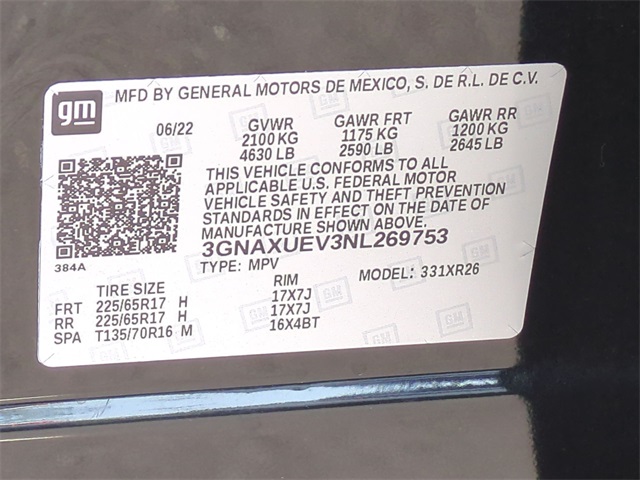 gm
MFD BY GENERAL MOTORS DE MEXICO, S. DE R.L. DE C.V.
06/22 GVWR GAWR FRT GAWR RR
2100 KG 1175 KG 1200 KG
4630 LB 2590 LB 2645 LB
THIS VEHICLE CONFORMS TO ALL
APPLICABLE U.S. FEDERAL MOTOR
VEHICLE SAFETY AND THEFT PREVENTION
STANDARDS IN EFFECT ON THE DATE OF
MANUFACTURE SHOWN ABOVE.
3GNAXUEV3NL269753
384A
TYPE: MPV MODEL: 331XR26
TIRE SIZE RIM
FRT 225/65R17 H 17X7J
RR 225/65R17 H 17X7J
SPA T135/70R16 M 16X4BT